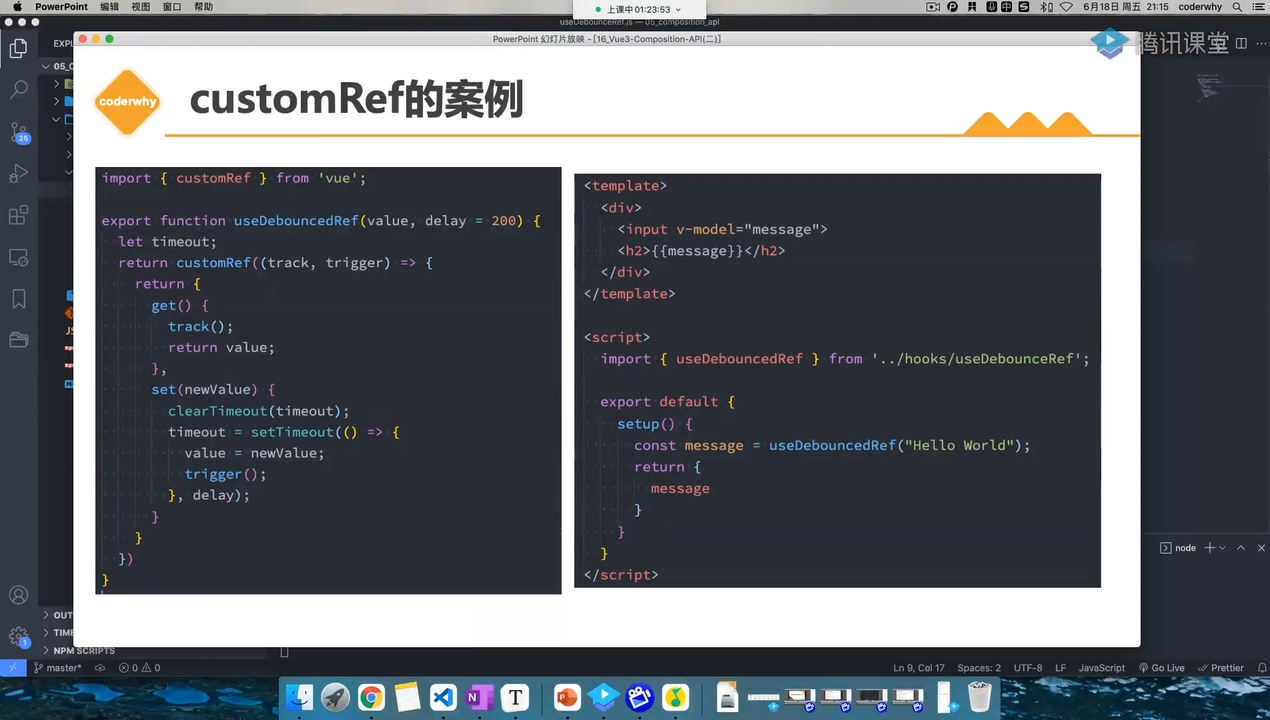 PowerPoint 编辑 视图 窗口 帮助
上课中 01:23:53
6月18日 周五 21:15 coderwhy
useDebounceRef.js — 05_composition_api
PowerPoint 幻灯片放映 - [16_Vue3-Composition-API(二)]
腾讯课堂
coderwhy
customRef的案例
import { customRef } from 'vue';
export function useDebouncedRef(value, delay = 200) {
let timeout;
return customRef((track, trigger) => {
return {
get() {
track();
return value;
},
set(newValue) {
clearTimeout(timeout);
timeout = setTimeout(() => {
value = newValue;
trigger();
}, delay);
}
}
})
}
<template>
<div>
<input v-model="message">
<h2>{{message}}</h2>
</div>
</template>
<script>
import { useDebouncedRef } from '../hooks/useDebounceRef';
export default {
setup() {
const message = useDebouncedRef("Hello World");
return {
message
}
}
}
</script>
25
node
OUT
TIME
NPM SCRIPTS
1
master*
0 0
Ln 9, Col 17
Spaces: 2
UTF-8
LF
JavaScript
Go Live
Prettier